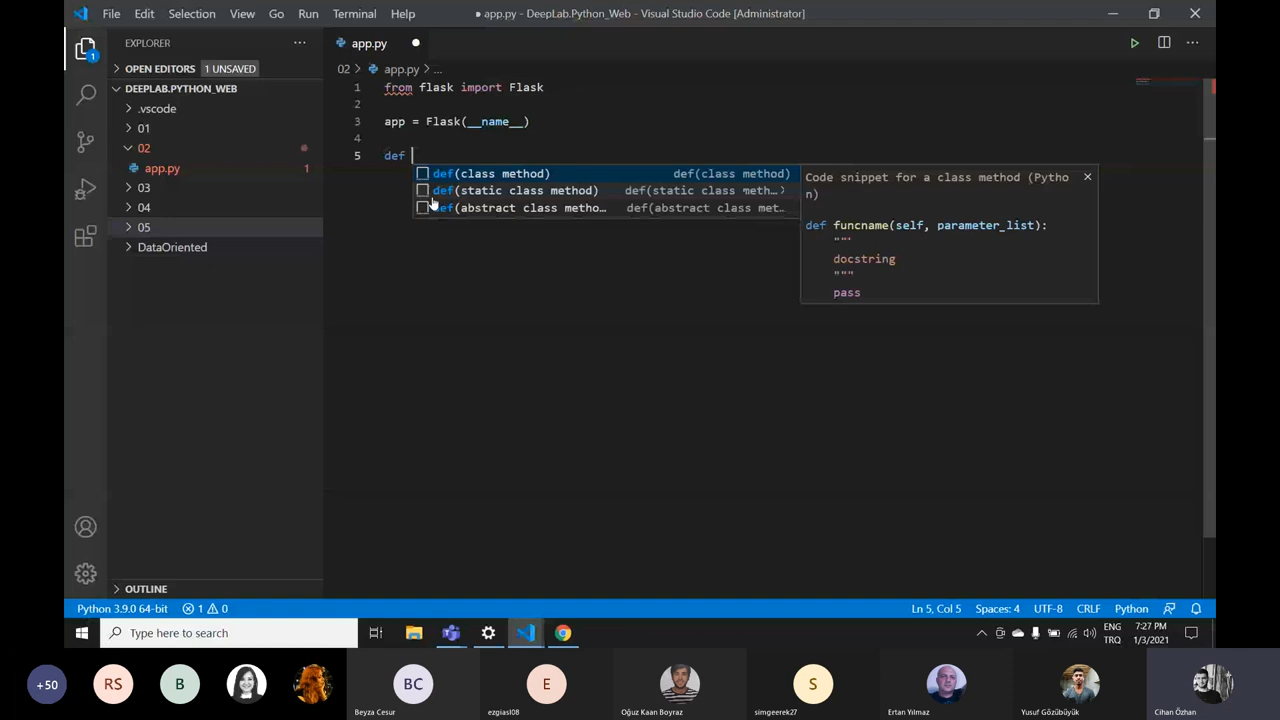 File Edit Selection View Go Run Terminal Help
● app.py - DeepLab.Python_Web - Visual Studio Code [Administrator]
EXPLORER
OPEN EDITORS 1 UNSAVED
DEEPLAB.PYTHON_WEB
.vscode
01
02
app.py 1
03
04
05
DataOriented
OUTLINE
1
app.py
02 > app.py > ...
1 from flask import Flask
2
3 app = Flask(__name__)
4
5 def
def(class method) def(class method)
def(static class method) def(static class meth...
def(abstract class metho... def(abstract class met...
Code snippet for a class method (Pytho
n)
def funcname(self, parameter_list):
"""
docstring
"""
pass
Python 3.9.0 64-bit 1 0 Ln 5, Col 5 Spaces: 4 UTF-8 CRLF Python
Type here to search
ENG
TRQ
7:27 PM
1/3/2021
+50 RS B BC E S
Beyza Cesur ezgiasl08 Oğuz Kaan Boyraz simgeerek27 Ertan Yılmaz Yusuf Gözübüyük Cihan Özhan